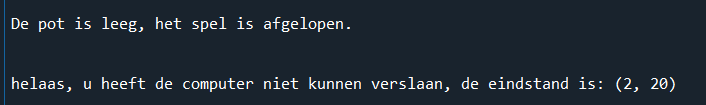 De pot is leeg, het spel is afgelopen.
helaas, u heeft de computer niet kunnen verslaan, de eindstand is: (2, 20)